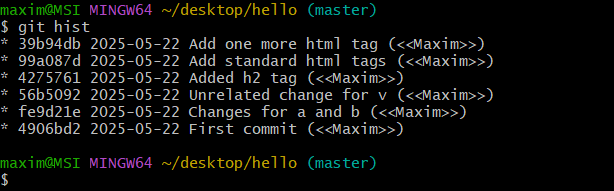 maxim@MSI MINGW64 ~/desktop/hello (master)
$ git hist
* 39b94db 2025-05-22 Add one more html tag (<<Maxim>>)
* 99a087d 2025-05-22 Add standard html tags (<<Maxim>>)
* 4275761 2025-05-22 Added h2 tag (<<Maxim>>)
* 56b5092 2025-05-22 Unrelated change for v (<<Maxim>>)
* fe9d21e 2025-05-22 Changes for a and b (<<Maxim>>)
* 4906bd2 2025-05-22 First commit (<<Maxim>>)
maxim@MSI MINGW64 ~/desktop/hello (master)
$